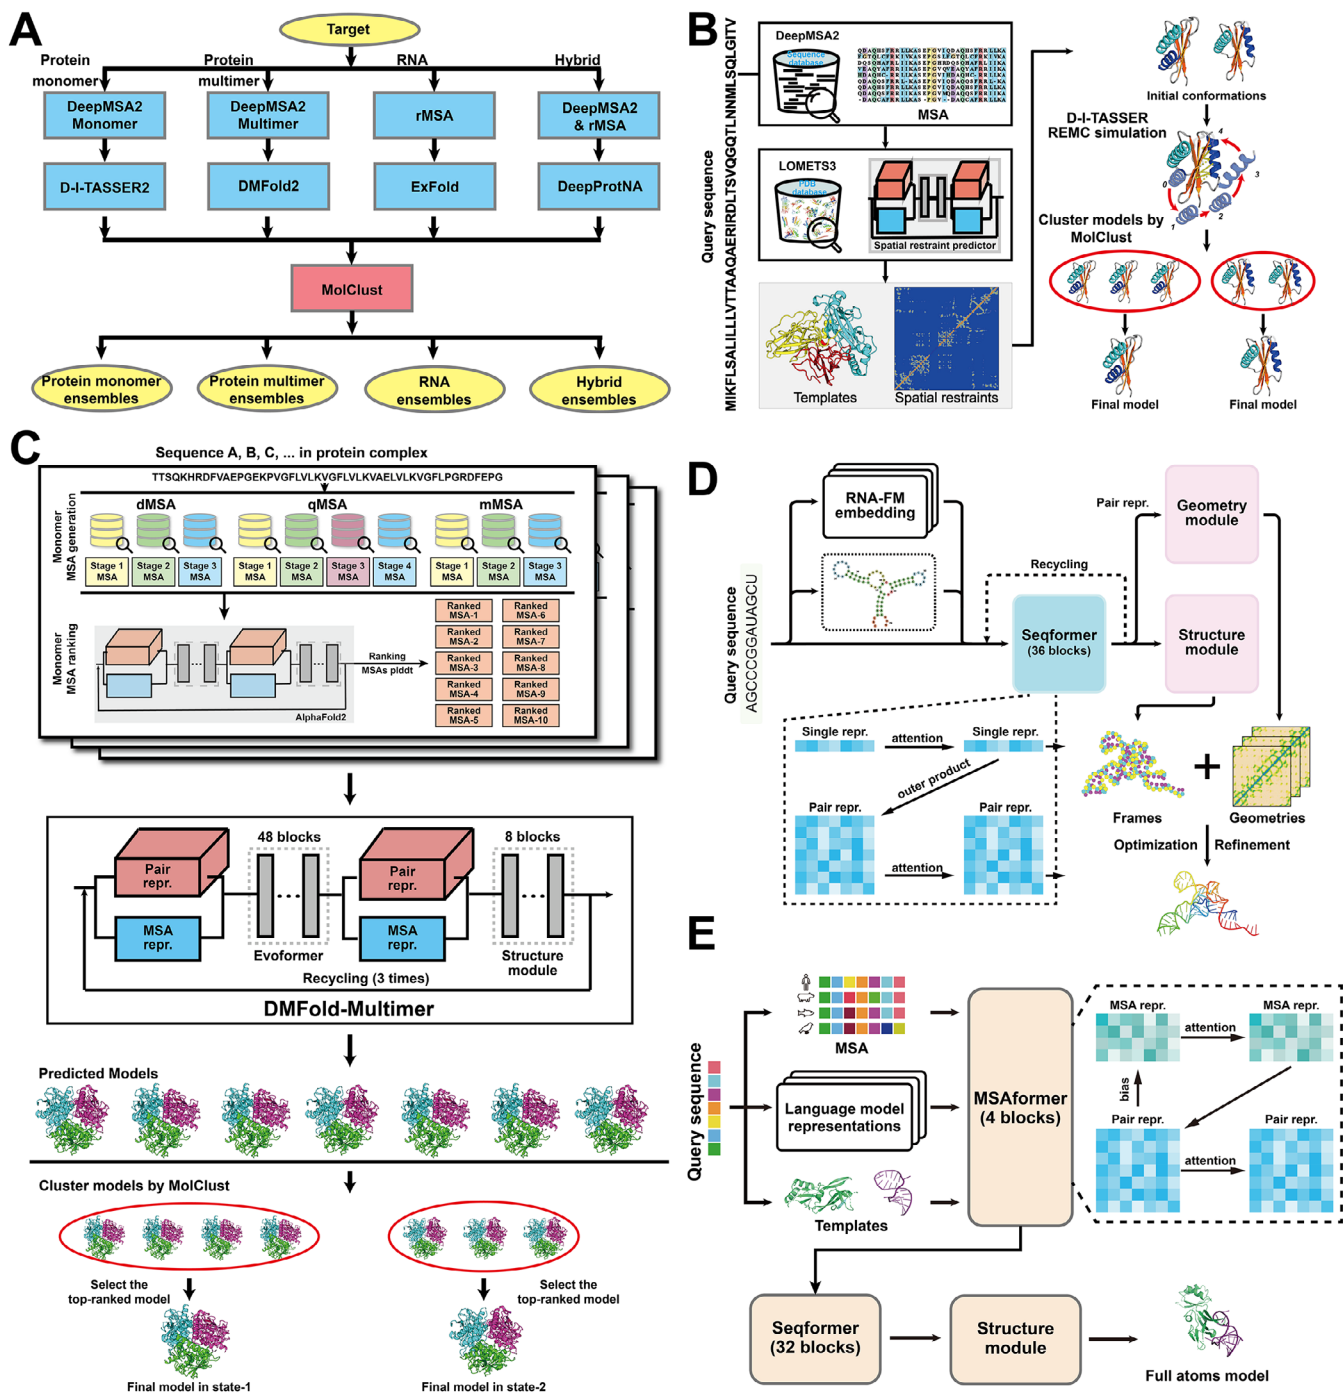 A
Target
Protein
monomer
Protein
multimer
RNA
Hybrid
DeepMSA2
Monomer
DeepMSA2
Multimer
rMSA
DeepMSA2
& rMSA
D-I-TASSER2
DMFold2
ExFold
DeepProtNA
MolClust
Protein monomer
ensembles
Protein multimer
ensembles
RNA
ensembles
Hybrid
ensembles
B
Query sequence
DeepMSA2
Sequence
database
MSA
LOMETS3
PDB
database
Spatial restraint predictor
Templates
Spatial restraints
Initial conformations
D-I-TASSER
REMC simulation
4
0
3
1
2
Cluster models by
MolClust
Final model
Final model
C
Sequence A, B, C, ... in protein complex
TTSQKHRDFVAEPGEKPVGFLVLKVGFLVLKVAELVLKVGFLPGRDFEPG
Monomer
MSA generation
dMSA
qMSA
mMSA
Stage 1
MSA
Stage 2
MSA
Stage 3
MSA
Stage 1
MSA
Stage 2
MSA
Stage 3
MSA
Stage 4
MSA
Stage 1
MSA
Stage 2
MSA
Stage 3
MSA
Monomer
MSA ranking
AlphaFold2
Ranking
MSAs plddt
Ranked
MSA-1
Ranked
MSA-6
Ranked
MSA-2
Ranked
MSA-7
Ranked
MSA-3
Ranked
MSA-8
Ranked
MSA-4
Ranked
MSA-9
Ranked
MSA-5
Ranked
MSA-10
48 blocks
8 blocks
Pair
repr.
MSA
repr.
Pair
repr.
MSA
repr.
Evoformer
Structure
module
Recycling (3 times)
DMFold-Multimer
Predicted Models
Cluster models by MolClust
Select the
top-ranked model
Select the
top-ranked model
Final model in state-1
Final model in state-2
D
Query sequence
AGCCCGAUAGCU
RNA-FM
embedding
Recycling
Seqformer
(36 blocks)
Pair repr.
Geometry
module
Structure
module
Single repr.
attention
Single repr.
outer product
Pair repr.
Pair repr.
attention
Frames
Geometries
Optimization
Refinement
E
Query sequence
MSA
Language model
representations
Templates
MSAformer
(4 blocks)
MSA repr.
MSA repr.
attention
bias
Pair repr.
Pair repr.
attention
Seqformer
(32 blocks)
Structure
module
Full atoms model